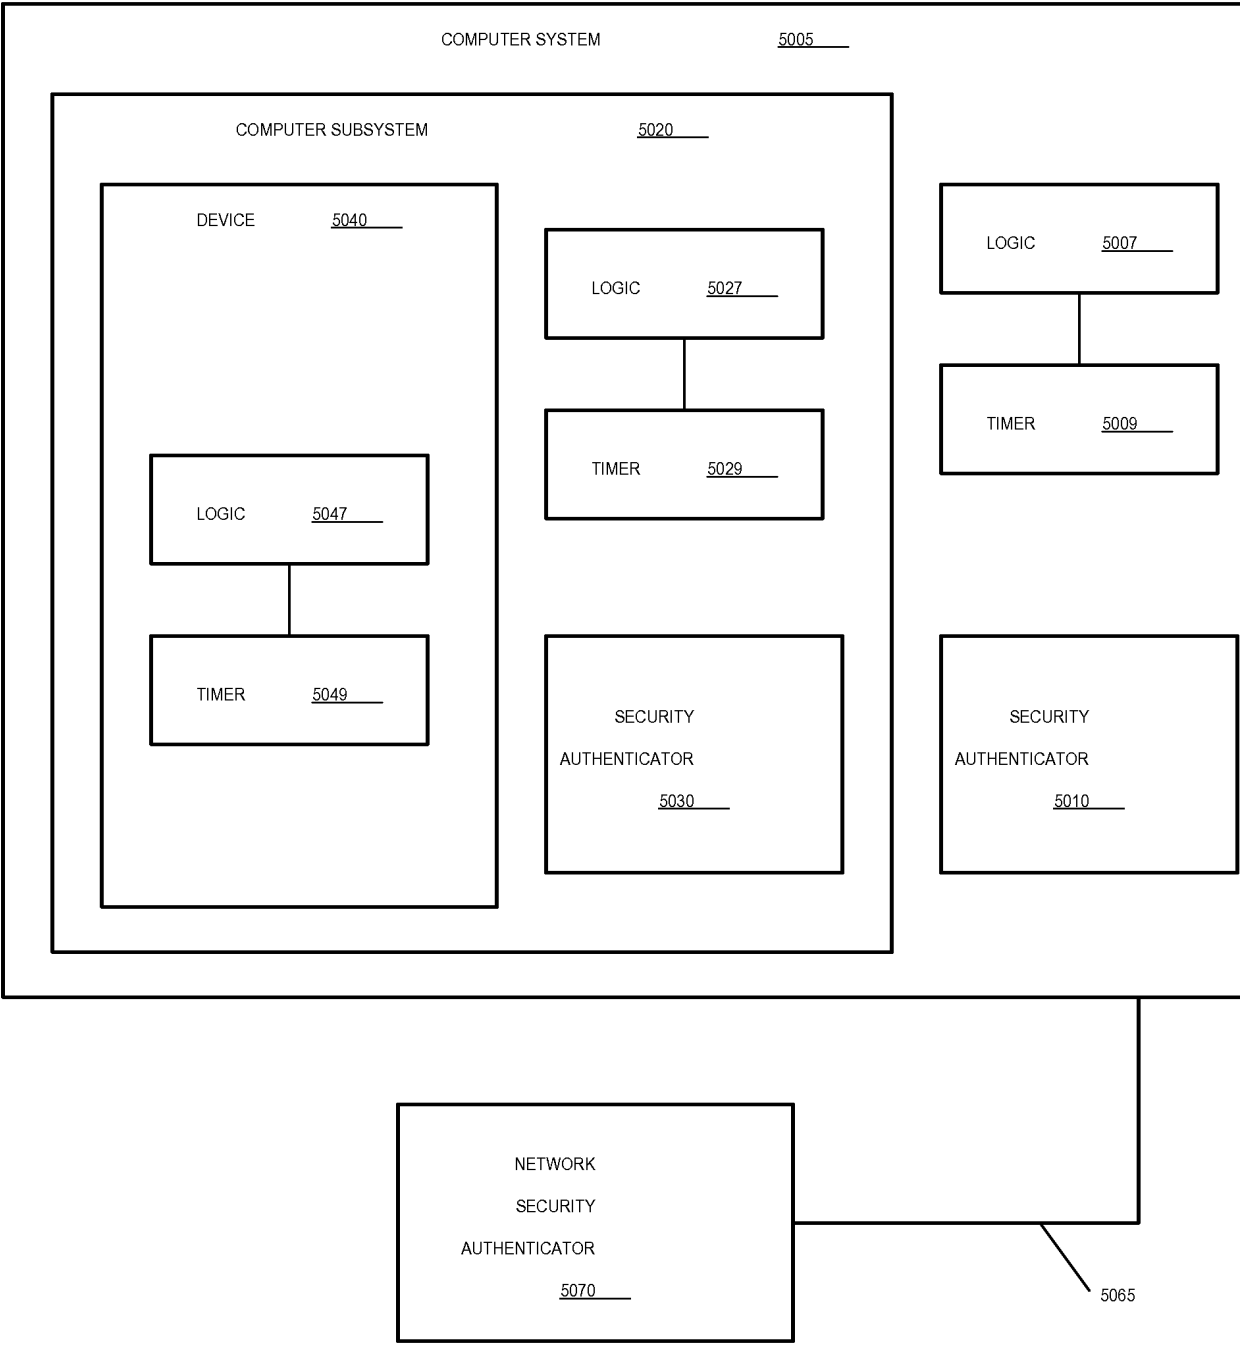 COMPUTER SYSTEM 5005
COMPUTER SUBSYSTEM 5020
DEVICE 5040
LOGIC 5007
LOGIC 5027
TIMER 5009
TIMER 5029
LOGIC 5047
TIMER 5049
SECURITY
AUTHENTICATOR
5030
SECURITY
AUTHENTICATOR
5010
NETWORK
SECURITY
AUTHENTICATOR
5070
5065